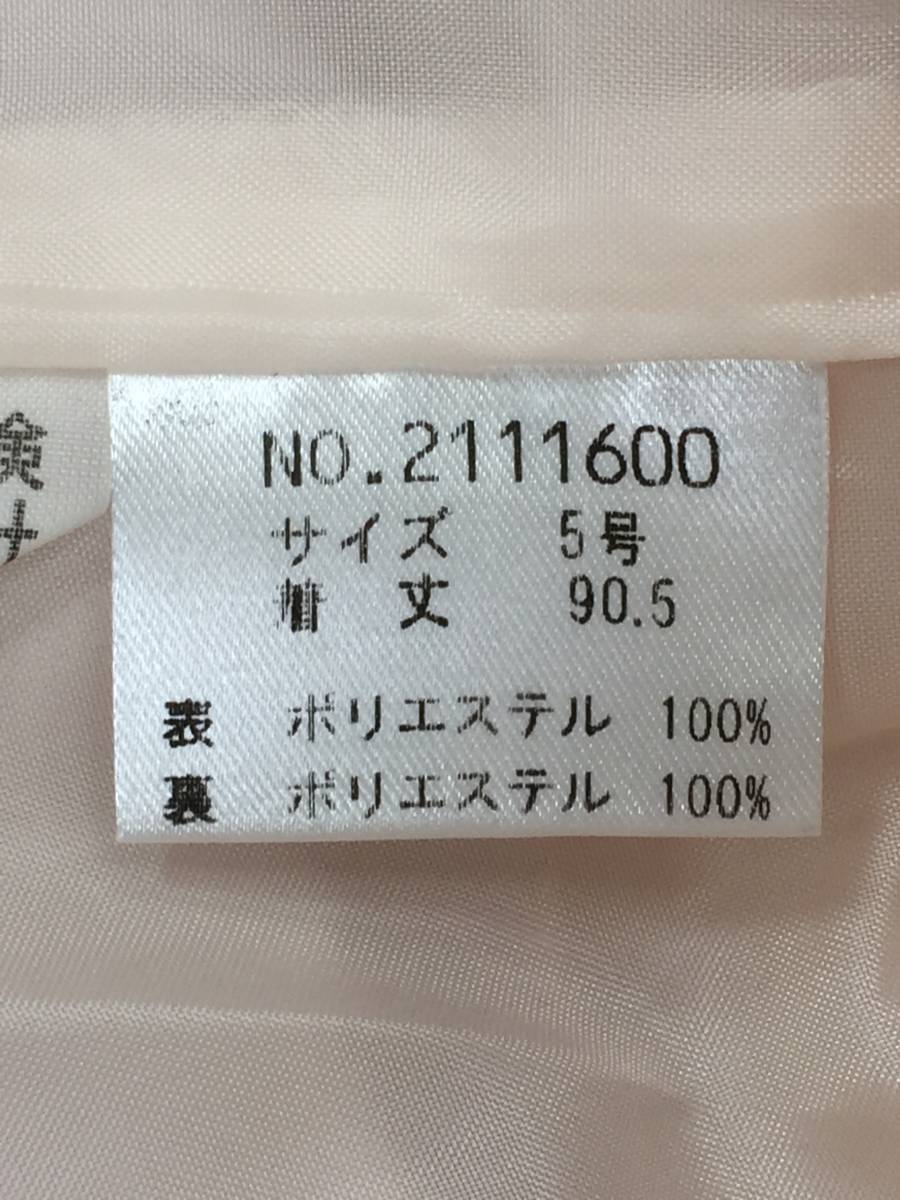 NO.2111600
サイズ 5号
着 丈 90.5
表 ポリエステル 100%
裏 ポリエステル 100%